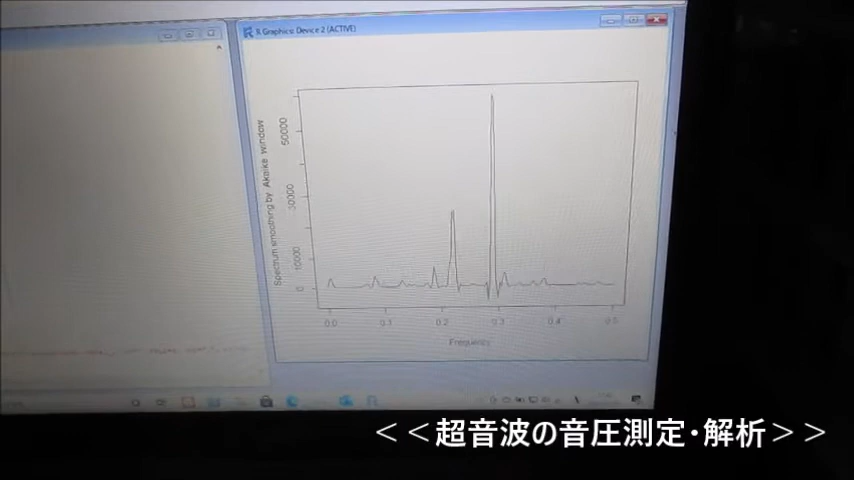 R Graphics: Device 2 (ACTIVE)
Spectrum smoothing by Akaike Window
50000
30000
10000
0
0.0 0.1 0.2 0.3 0.4 0.5
Frequency
＜＜超音波の音圧測定・解析＞＞